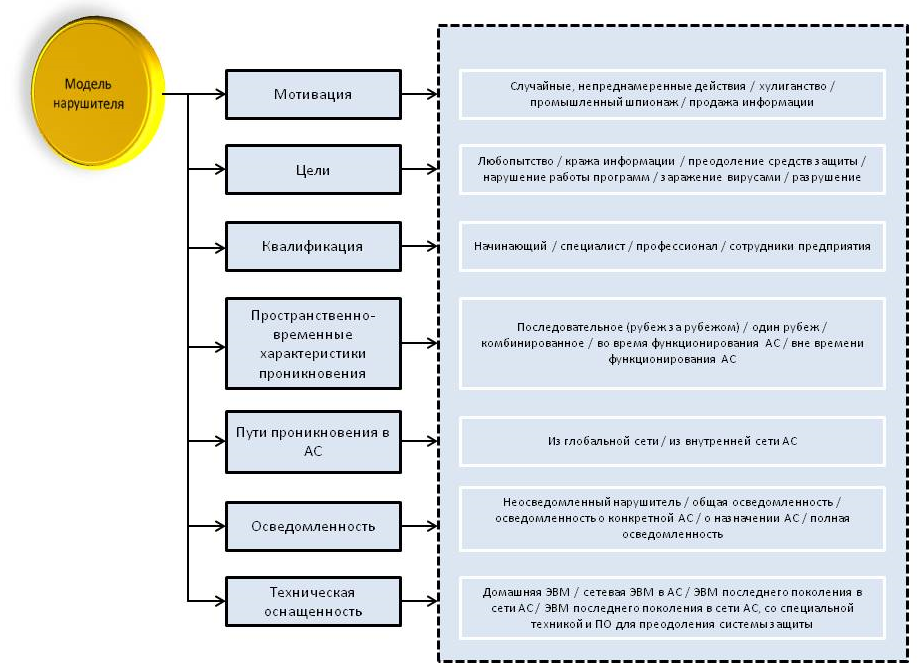 Модель
нарушителя
Мотивация
Случайные, непреднамеренные действия / хулиганство /
промышленный шпионаж / продажа информации
Цели
Любопытство / кража информации / преодоление средств защиты /
нарушение работы программ / заражение вирусами / разрушение
Квалификация
Начинающий / специалист / профессионал / сотрудники предприятия
Пространственно-
временные
характеристики
проникновения
Последовательное (рубеж за рубежом) / один рубеж /
комбинированное / во время функционирования АС / вне времени
функционирования АС
Пути проникновения в
АС
Из глобальной сети / из внутренней сети АС
Осведомленность
Неосведомленный нарушитель / общая осведомленность /
осведомленность о конкретной АС / о назначении АС / полная
осведомленность
Техническая
оснащенность
Домашняя ЭВМ / сетевая ЭВМ в АС / ЭВМ последнего поколения в
сети АС / ЭВМ последнего поколения в сети АС, со специальной
техникой и ПО для преодоления системы защиты